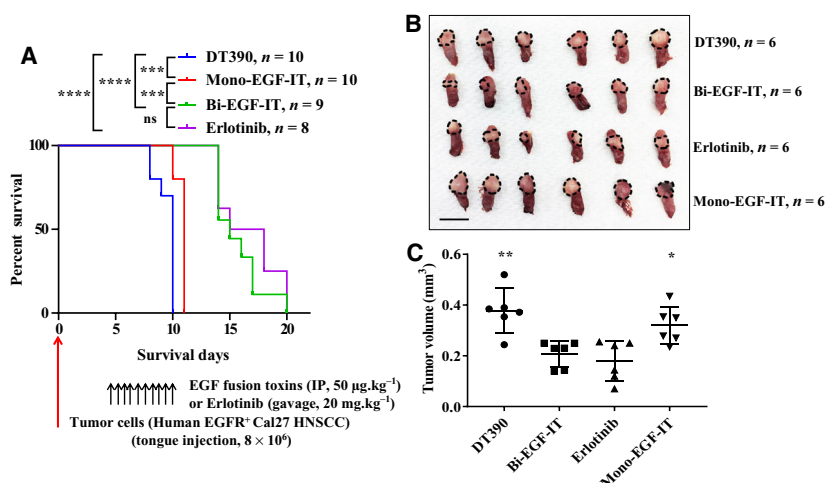 A
DT390, n = 10
Mono-EGF-IT, n = 10
Bi-EGF-IT, n = 9
Erlotinib, n = 8
****
****
***
***
ns
Percent survival
100
50
0
0
5
10
15
20
Survival days
EGF fusion toxins (IP, 50 µg.kg⁻¹)
or Erlotinib (gavage, 20 mg.kg⁻¹)
Tumor cells (Human EGFR⁺ Cal27 HNSCC)
(tongue injection, 8 × 10⁶)
B
DT390, n = 6
Bi-EGF-IT, n = 6
Erlotinib, n = 6
Mono-EGF-IT, n = 6
C
Tumor volume (mm³)
0.6
0.4
0.2
0.0
**
*
DT390
Bi-EGF-IT
Erlotinib
Mono-EGF-IT